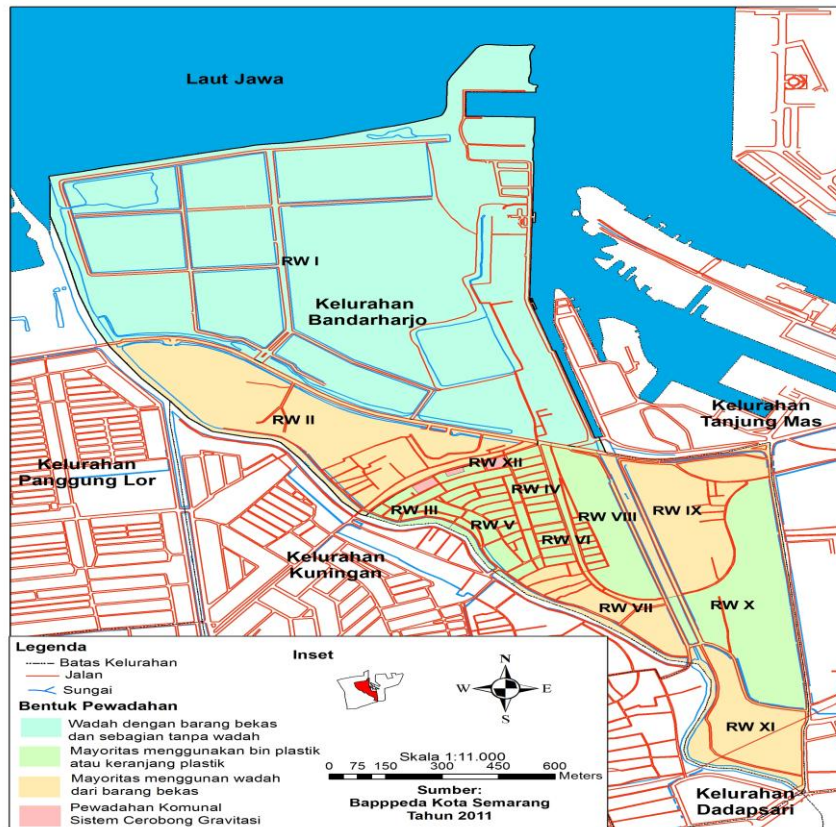 Laut Jawa
RW I
Kelurahan
Bandarharjo
Kelurahan
Tanjung Mas
RW II
Kelurahan
Panggung Lor
RW XII
RW III
RW IV
RW V
RW VIII
RW IX
RW VI
Kelurahan
Kuningan
RW VII
RW X
RW XI
Kelurahan
Dadapsari
Legenda
Batas Kelurahan
Jalan
Sungai
Bentuk Pewadahan
Wadah dengan barang bekas
dan sebagian tanpa wadah
Mayoritas menggunakan bin plastik
atau keranjang plastik
Mayoritas menggunan wadah
dari barang bekas
Pewadahan Komunal
Sistem Cerobong Gravitasi
Inset
N
W E
S
Skala 1:11.000
0 75 150 300 450 600
Meters
Sumber:
Bapppeda Kota Semarang
Tahun 2011